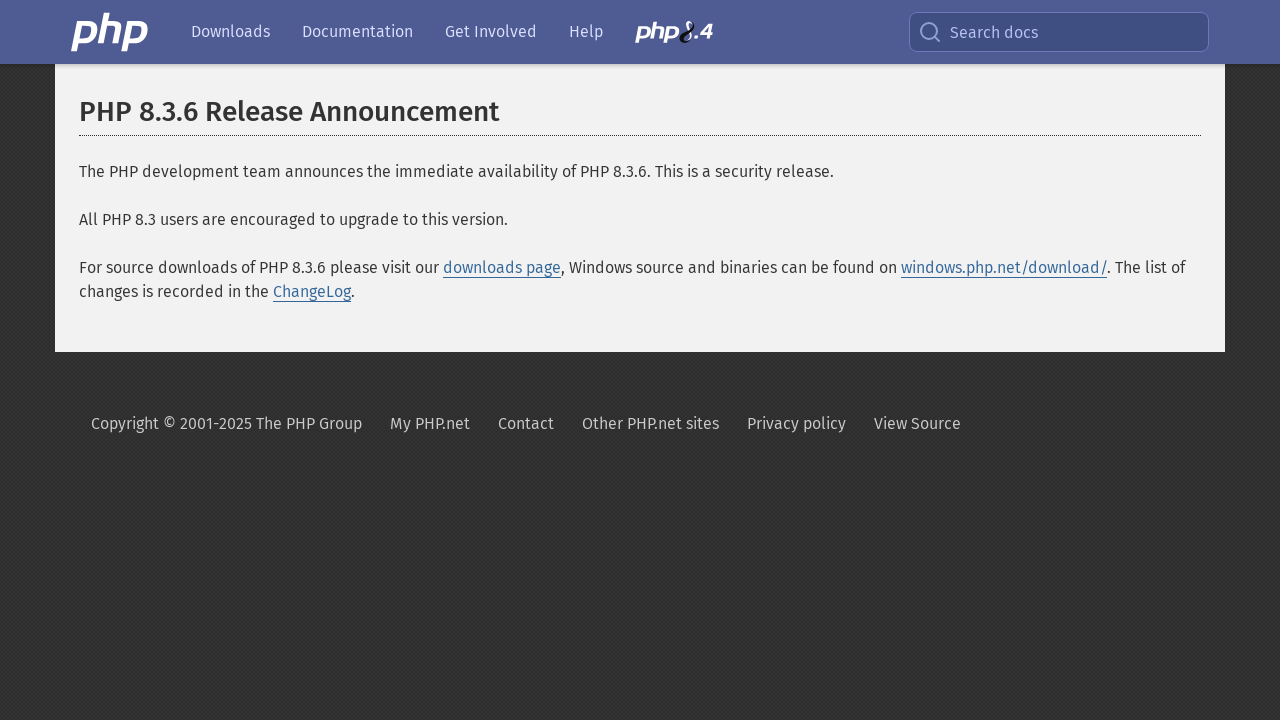 php Downloads Documentation Get Involved Help php8.4 Search docs
PHP 8.3.6 Release Announcement
The PHP development team announces the immediate availability of PHP 8.3.6. This is a security release.
All PHP 8.3 users are encouraged to upgrade to this version.
For source downloads of PHP 8.3.6 please visit our downloads page, Windows source and binaries can be found on windows.php.net/download/. The list of
changes is recorded in the ChangeLog.
Copyright © 2001-2025 The PHP Group My PHP.net Contact Other PHP.net sites Privacy policy View Source